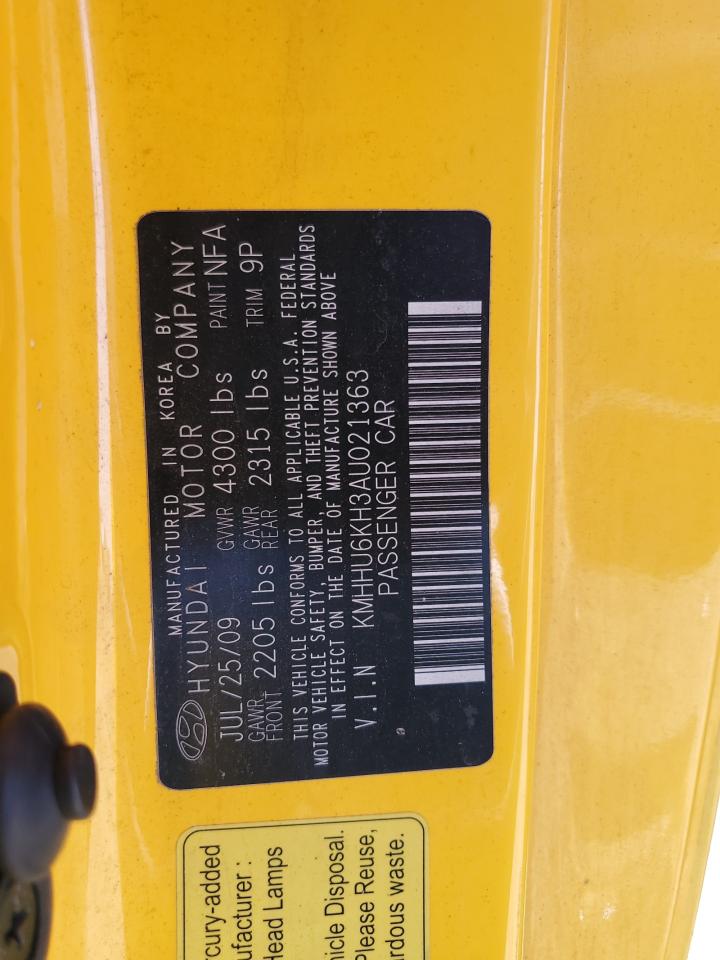 MANUFACTURED IN KOREA BY
HYUNDAI MOTOR COMPANY
JUL/25/09 GVWR 4300 lbs PAINT NFA
GAWR FRONT 2205 lbs GAWR REAR 2315 lbs TRIM 9P
THIS VEHICLE CONFORMS TO ALL APPLICABLE U.S.A. FEDERAL
MOTOR VEHICLE SAFETY, BUMPER, AND THEFT PREVENTION STANDARDS
IN EFFECT ON THE DATE OF MANUFACTURE SHOWN ABOVE
V.I.N KMHHU6KH3AU021363
PASSENGER CAR
rcury-added
ufacturer :
Head Lamps
hicle Disposal.
Please Reuse,
ardous waste.